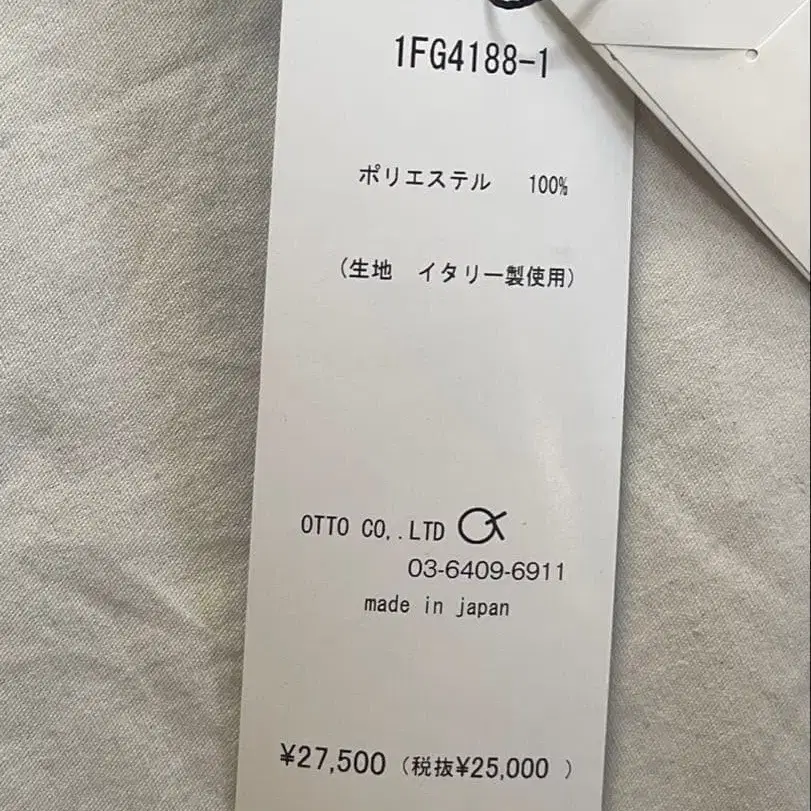 1FG4188-1
ポリエステル 100%
(生地 イタリー製使用)
OTTO CO,.LTD
03-6409-6911
made in japan
¥27,500 (税抜¥25,000 )